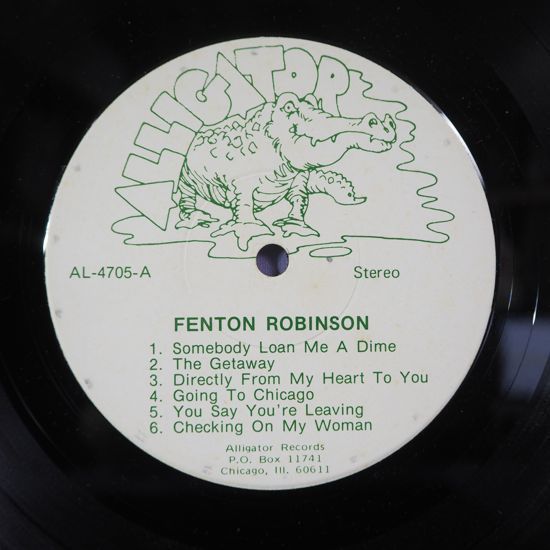 ALLIGATOR
AL-4705-A
Stereo
FENTON ROBINSON
1. Somebody Loan Me A Dime
2. The Getaway
3. Directly From My Heart To You
4. Going To Chicago
5. You Say You're Leaving
6. Checking On My Woman
Alligator Records
P.O. Box 11741
Chicago, Ill. 60611